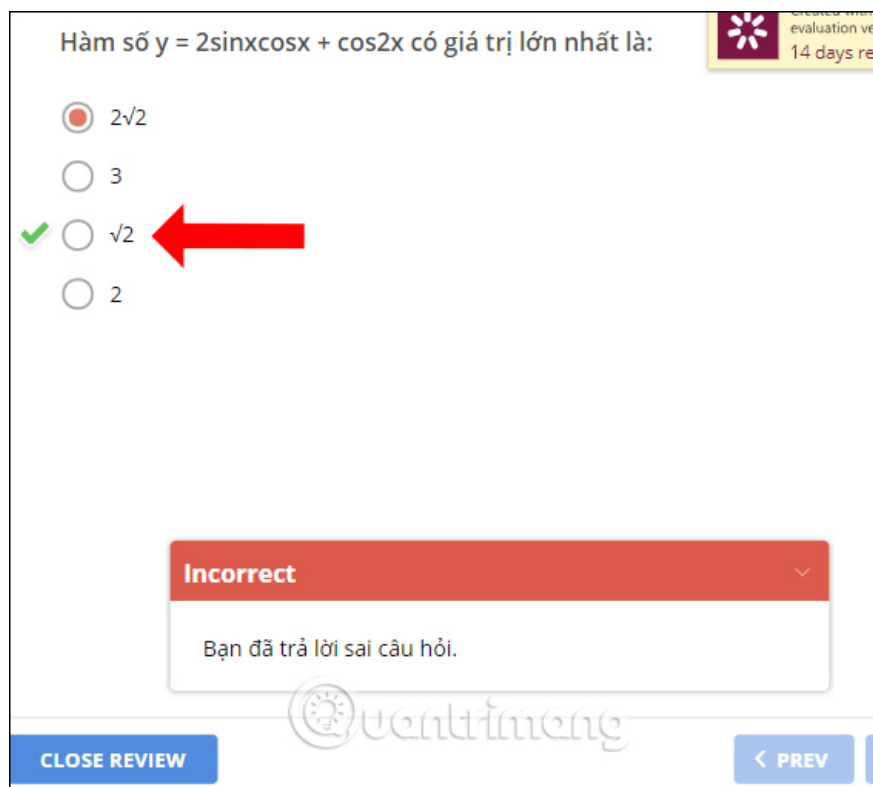 Hàm số y = 2sinxcosx + cos2x có giá trị lớn nhất là:
evaluation ve
14 days re
2√2
3
√2
2
Incorrect
Bạn đã trả lời sai câu hỏi.
Quantrimang
CLOSE REVIEW
PREV